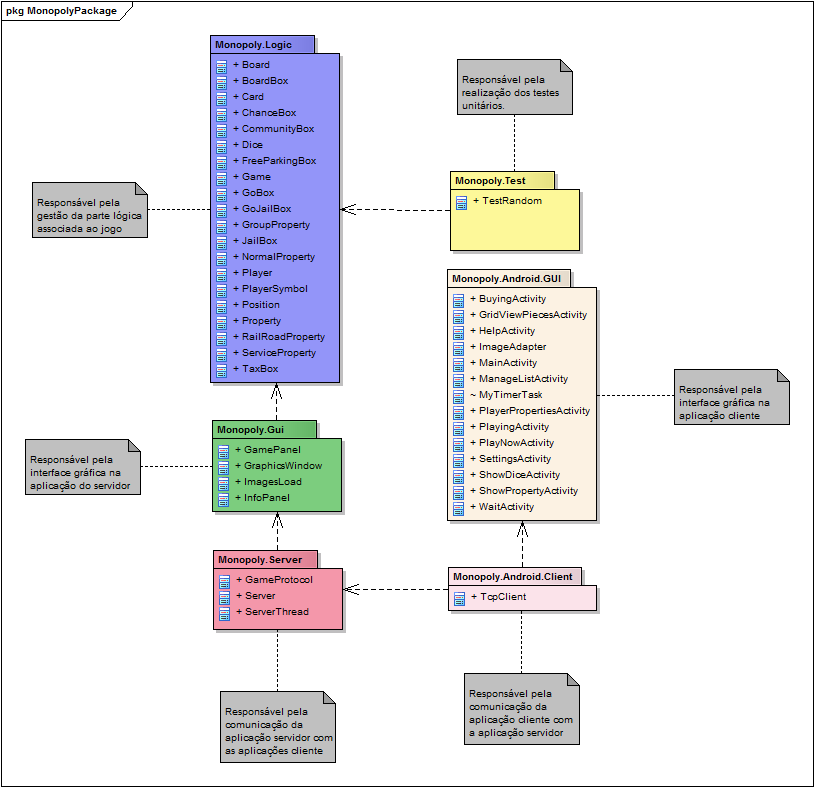 pkg MonopolyPackage
Monopoly.Logic
+ Board
+ BoardBox
+ Card
+ ChanceBox
+ CommunityBox
+ Dice
+ FreeParkingBox
+ Game
+ GoBox
+ GoJailBox
+ GroupProperty
+ JailBox
+ NormalProperty
+ Player
+ PlayerSymbol
+ Position
+ Property
+ RailRoadProperty
+ ServiceProperty
+ TaxBox
Responsável pela
realização dos testes
unitários.
Monopoly.Test
+ TestRandom
Responsável pela
gestão da parte lógica
associada ao jogo
Monopoly.Android.GUI
+ BuyingActivity
+ GridViewPiecesActivity
+ HelpActivity
+ ImageAdapter
+ MainActivity
+ ManageListActivity
~ MyTimerTask
+ PlayerPropertiesActivity
+ PlayingActivity
+ PlayNowActivity
+ SettingsActivity
+ ShowDiceActivity
+ ShowPropertyActivity
+ WaitActivity
Responsável pela
interface gráfica na
aplicação cliente
Monopoly.Gui
+ GamePanel
+ GraphicsWindow
+ ImagesLoad
+ InfoPanel
Responsável pela
interface gráfica na
aplicação do servidor
Monopoly.Server
+ GameProtocol
+ Server
+ ServerThread
Monopoly.Android.Client
+ TcpClient
Responsável pela
comunicação da
aplicação servidor com
as aplicações cliente
Responsável pela
comunicação da
aplicação cliente com
a aplicação servidor